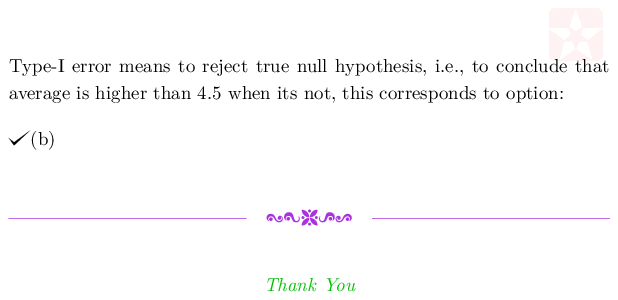 Type-I error means to reject true null hypothesis, i.e., to conclude that
average is higher than 4.5 when its not, this corresponds to option:
✓(b)
Thank You